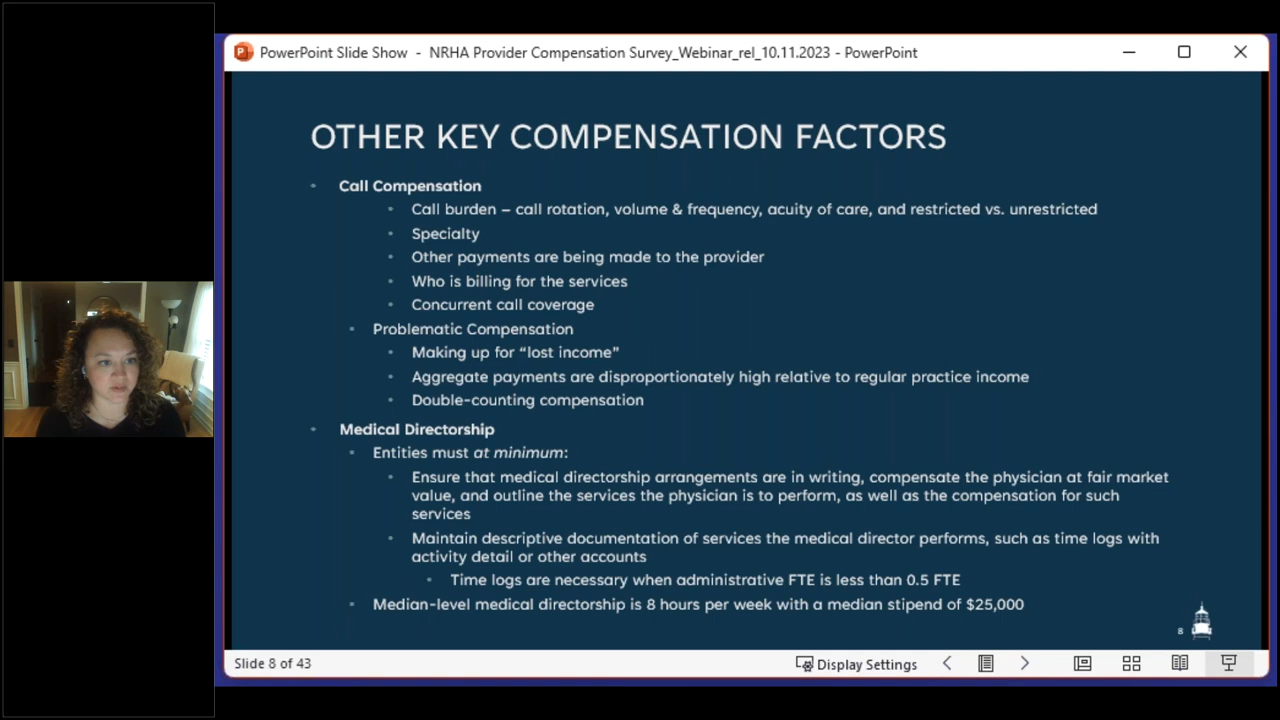 PowerPoint Slide Show - NRHA Provider Compensation Survey_Webinar_rel_10.11.2023 - PowerPoint
OTHER KEY COMPENSATION FACTORS
Call Compensation
Call burden – call rotation, volume & frequency, acuity of care, and restricted vs. unrestricted
Specialty
Other payments are being made to the provider
Who is billing for the services
Concurrent call coverage
Problematic Compensation
Making up for “lost income”
Aggregate payments are disproportionately high relative to regular practice income
Double-counting compensation
Medical Directorship
Entities must at minimum:
Ensure that medical directorship arrangements are in writing, compensate the physician at fair market
value, and outline the services the physician is to perform, as well as the compensation for such
services
Maintain descriptive documentation of services the medical director performs, such as time logs with
activity detail or other accounts
Time logs are necessary when administrative FTE is less than 0.5 FTE
Median-level medical directorship is 8 hours per week with a median stipend of $25,000
8
Slide 8 of 43
Display Settings